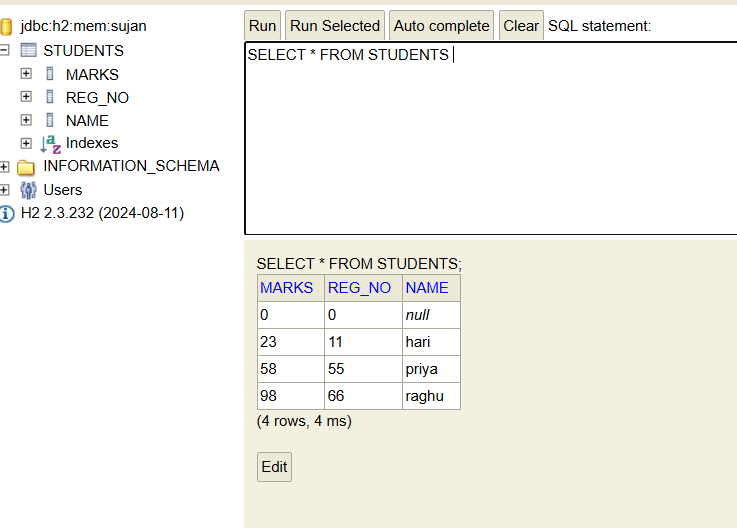 jdbc:h2:mem:sujan
STUDENTS
MARKS
REG_NO
NAME
Indexes
INFORMATION_SCHEMA
Users
H2 2.3.232 (2024-08-11)
Run Run Selected Auto complete Clear SQL statement:
SELECT * FROM STUDENTS
SELECT * FROM STUDENTS;
MARKS REG_NO NAME
0 0 null
23 11 hari
58 55 priya
98 66 raghu
(4 rows, 4 ms)
Edit